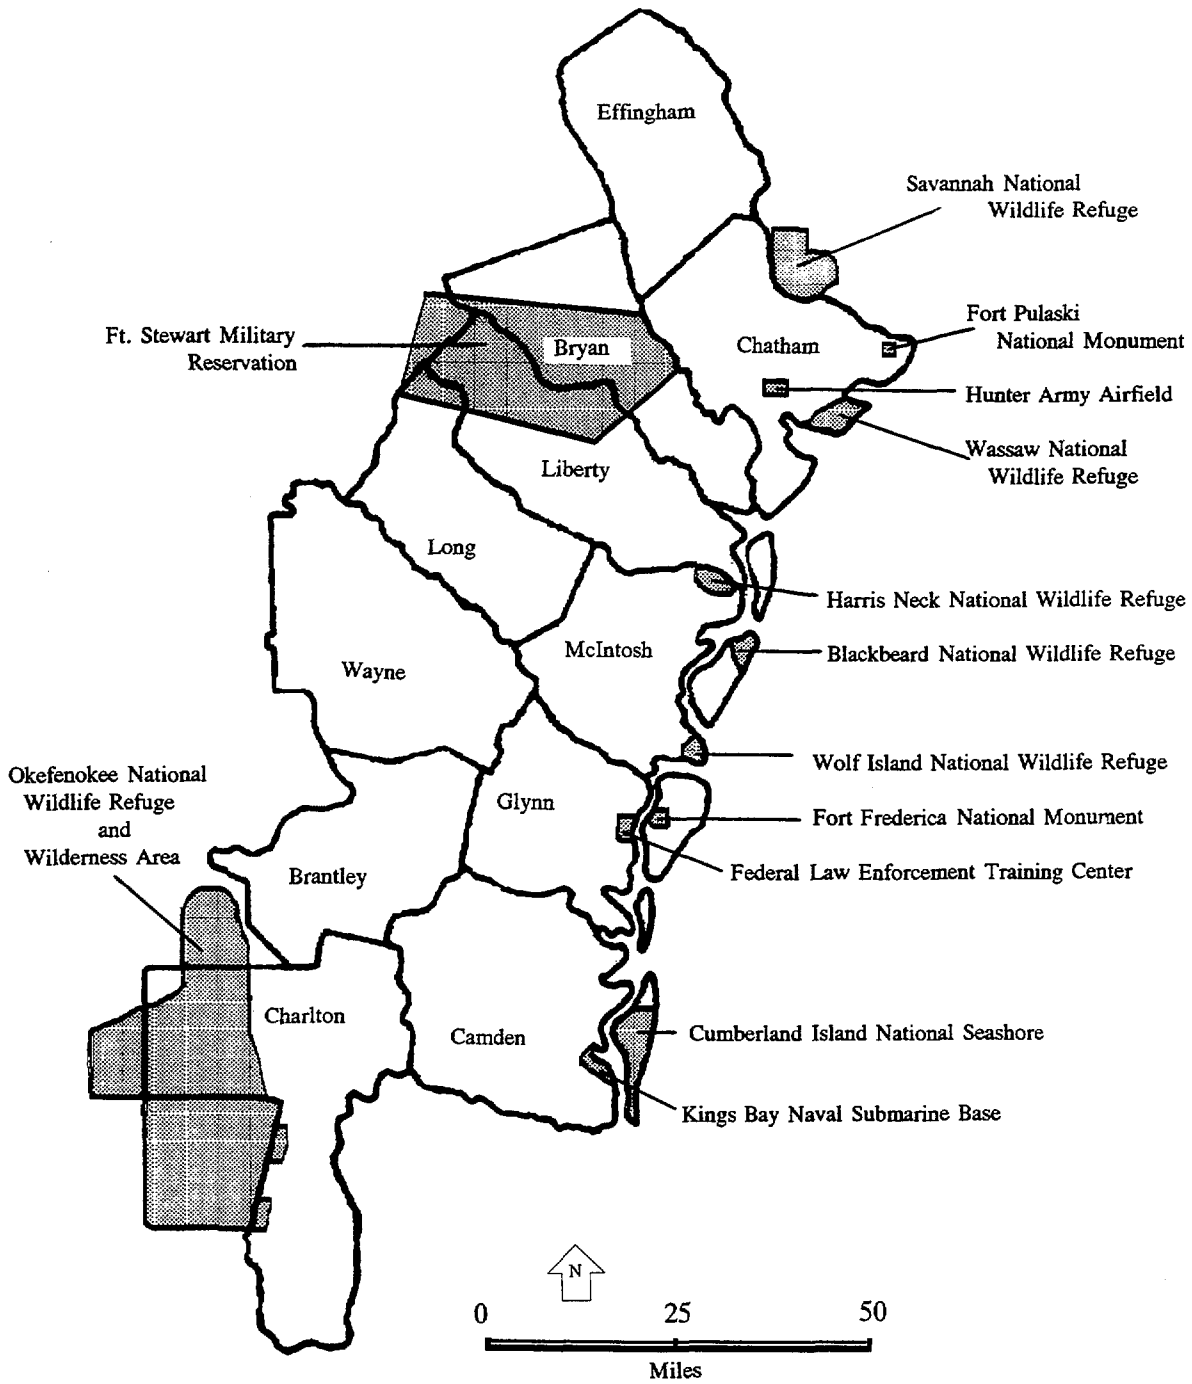 Effingham
Savannah National
Wildlife Refuge
Ft. Stewart Military
Reservation
Bryan
Chatham
Fort Pulaski
National Monument
Hunter Army Airfield
Wassaw National
Wildlife Refuge
Liberty
Long
Harris Neck National Wildlife Refuge
McIntosh
Blackbeard National Wildlife Refuge
Wayne
Wolf Island National Wildlife Refuge
Okefenokee National
Wildlife Refuge
and
Wilderness Area
Glynn
Fort Frederica National Monument
Federal Law Enforcement Training Center
Brantley
Charlton
Camden
Cumberland Island National Seashore
Kings Bay Naval Submarine Base
N
0 25 50
Miles